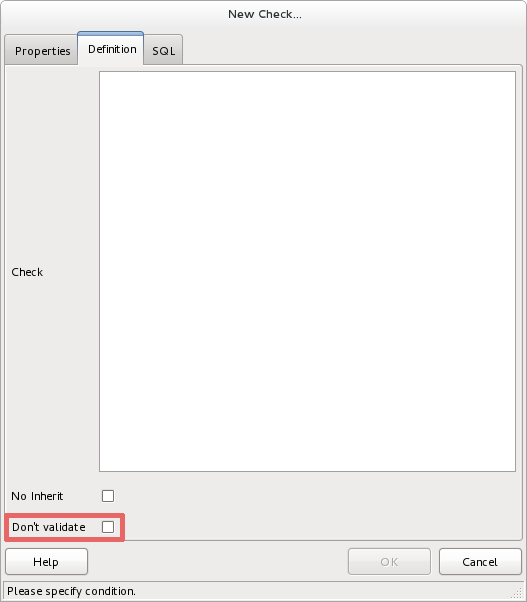 New Check...
Properties Definition SQL
Check
No Inherit
Don't validate
Help OK Cancel
Please specify condition.